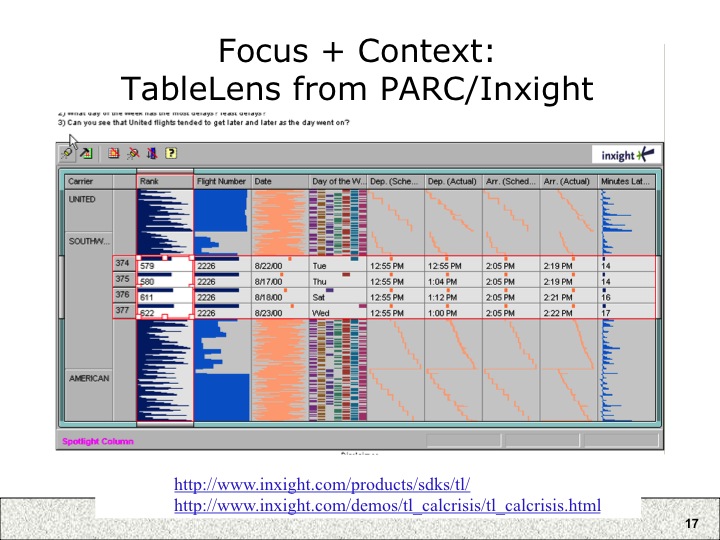 Focus + Context:
TableLens from PARC/Inxight
2) What day of the week has the most delays? least delays?
3) Can you see that United flights tended to get later and later as the day went on?
inxight
Carrier Rank Flight Number Date Day of the W... Dep. (Sche... Dep. (Actual) Arr. (Sched... Arr. (Actual) Minutes Lat...
UNITED
SOUTHW...
374 579 2226 8/22/00 Tue 12:55 PM 12:55 PM 2:05 PM 2:19 PM 14
375 580 2226 8/17/00 Thu 12:55 PM 1:04 PM 2:05 PM 2:19 PM 14
376 611 2226 8/18/00 Sat 12:55 PM 1:12 PM 2:05 PM 2:21 PM 16
377 622 2226 8/23/00 Wed 12:55 PM 1:00 PM 2:05 PM 2:22 PM 17
AMERICAN
Spotlight Column
http://www.inxight.com/products/sdks/tl/
http://www.inxight.com/demos/tl_calcrisis/tl_calcrisis.html
17